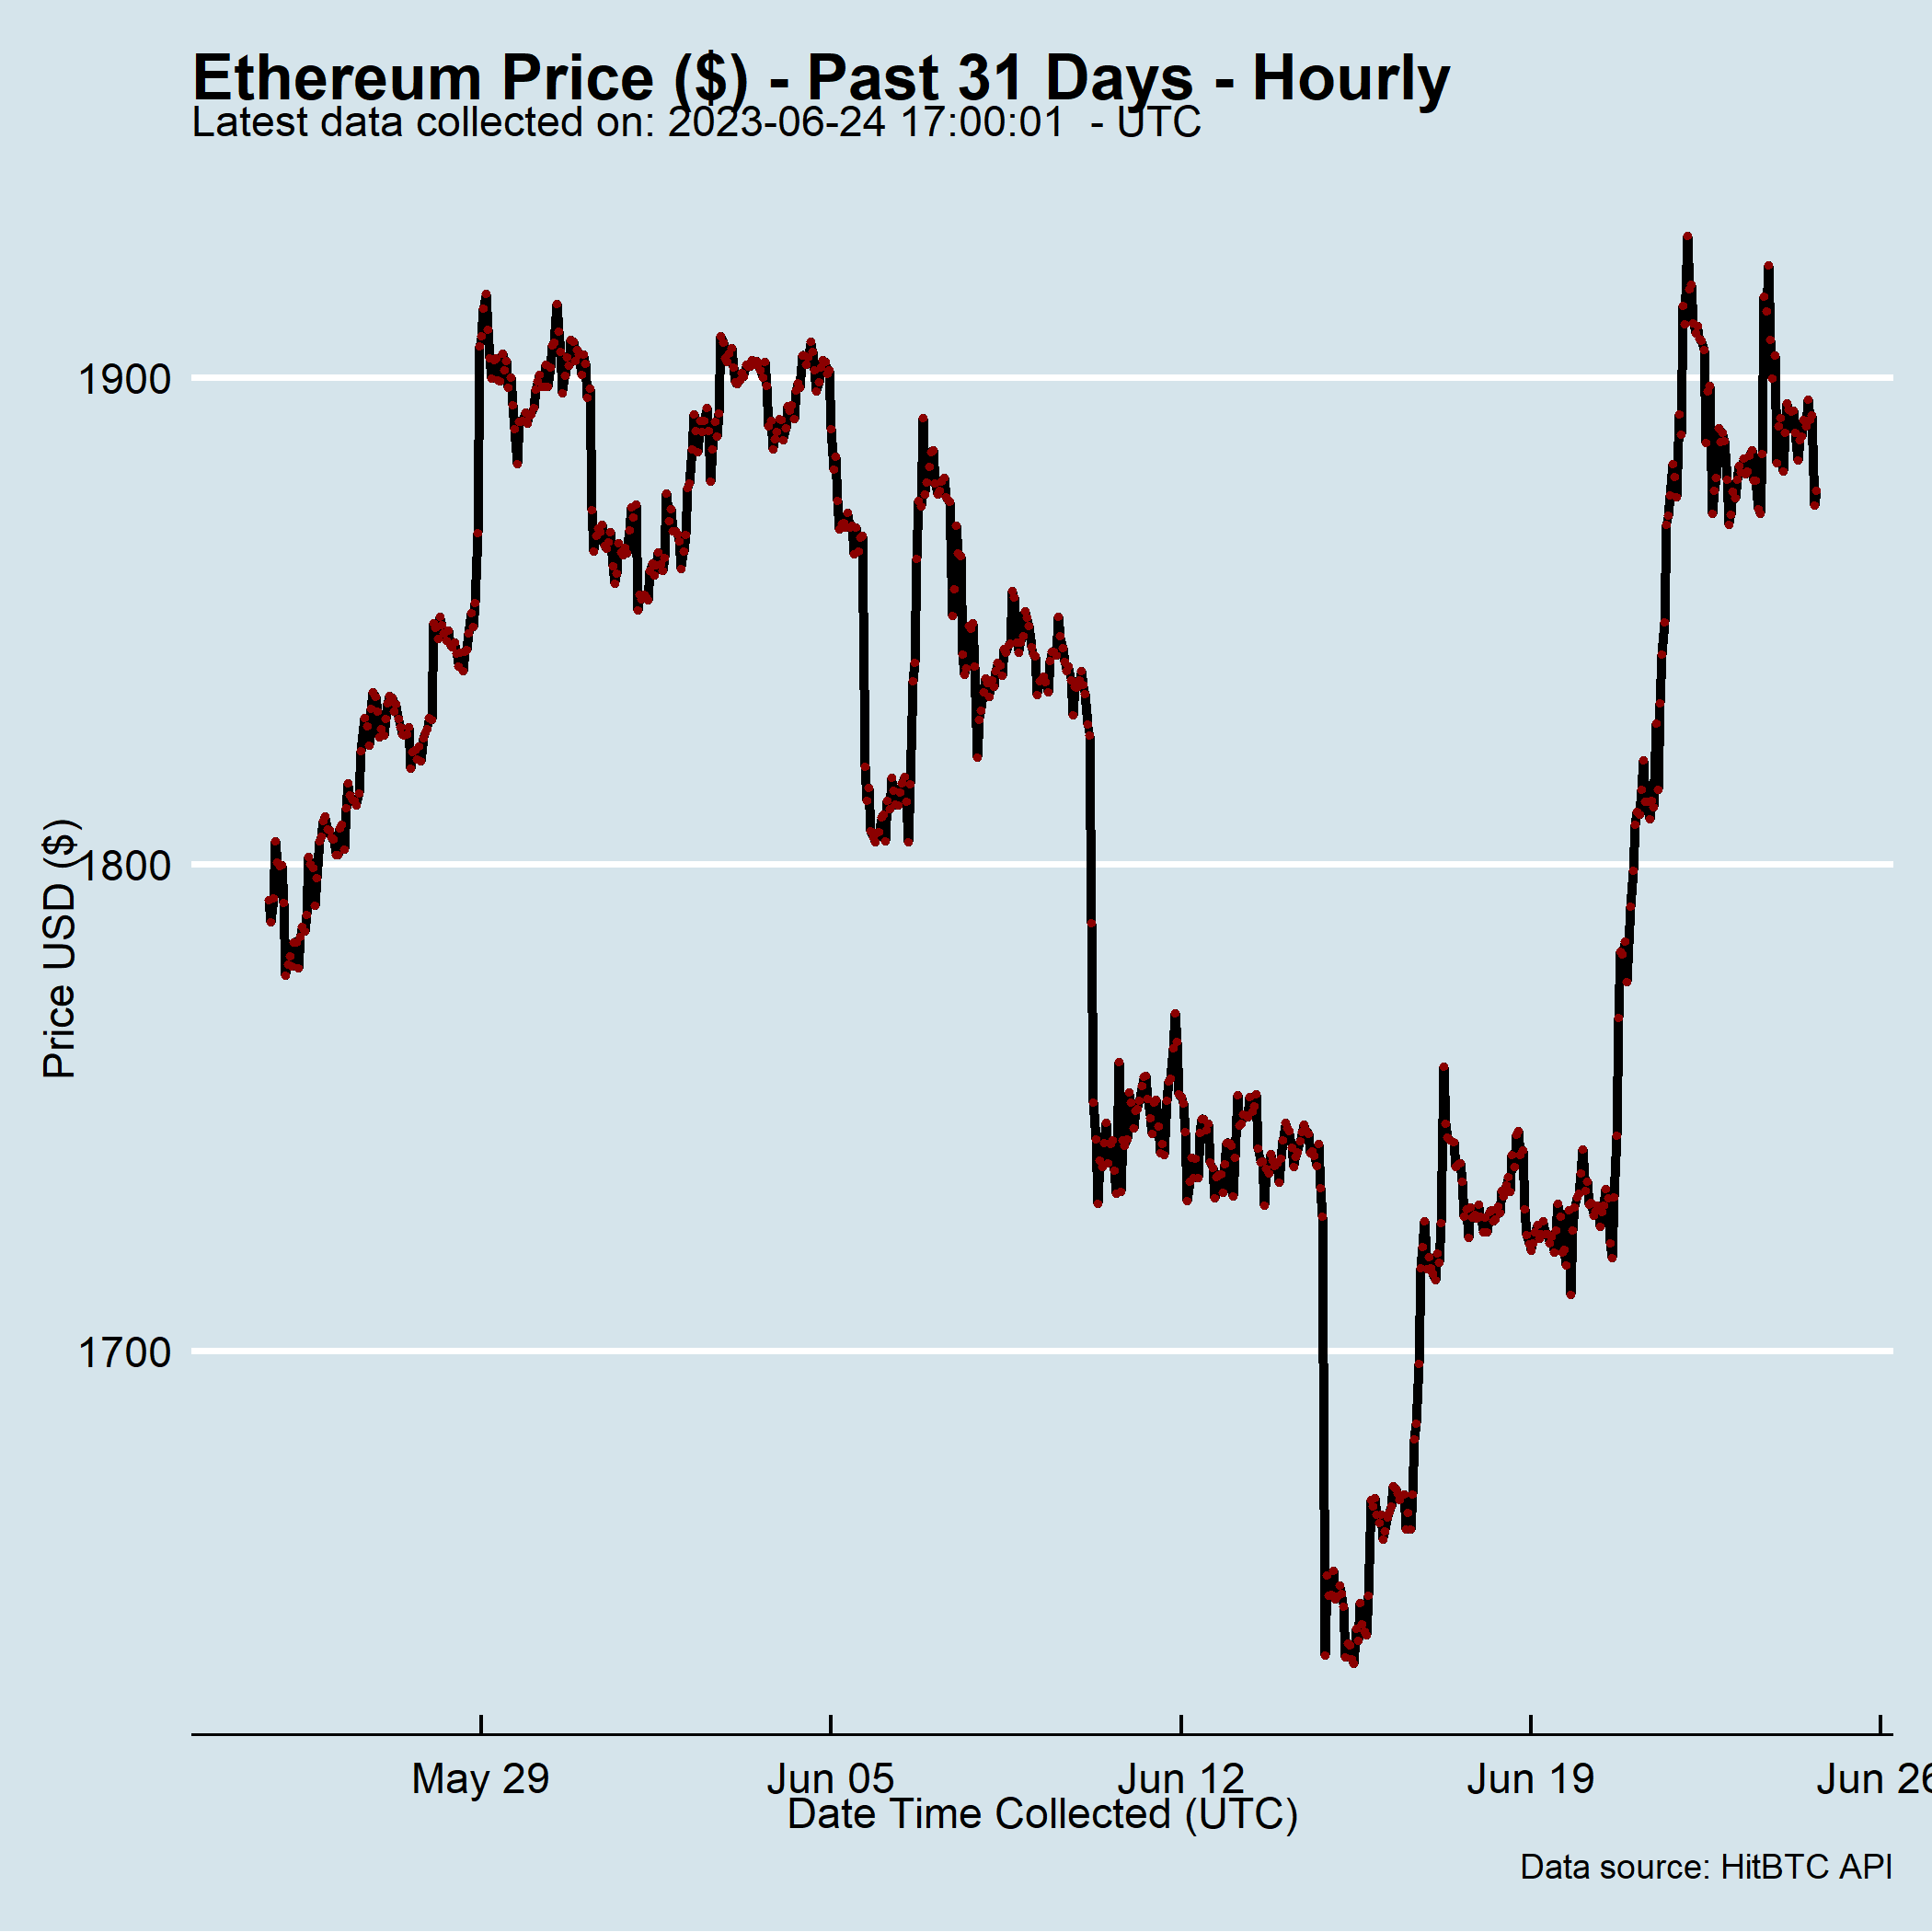 Ethereum Price ($) - Past 31 Days - Hourly
Latest data collected on: 2023-06-24 17:00:01  - UTC
Price USD ($)
1900
1800
1700
May 29
Jun 05
Jun 12
Jun 19
Jun 26
Date Time Collected (UTC)
Data source: HitBTC API